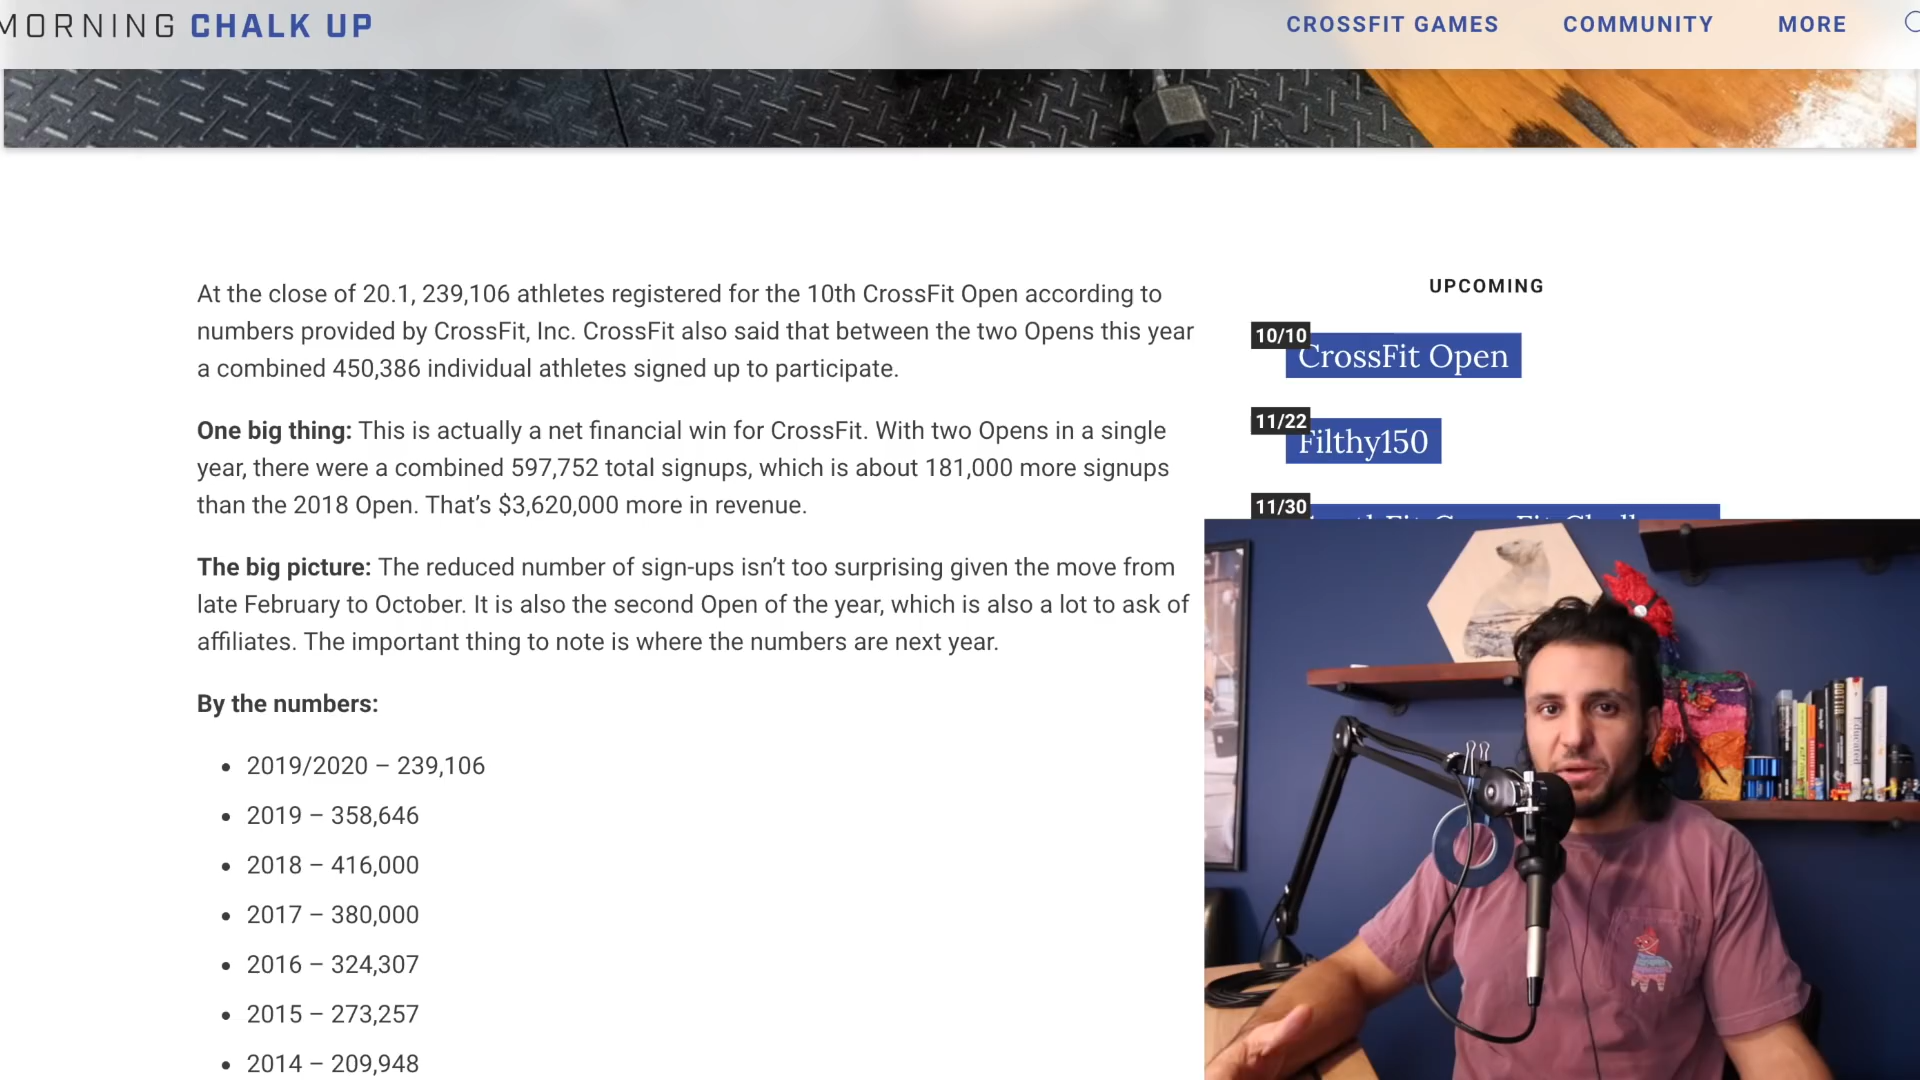 MORNING CHALK UP
CROSSFIT GAMES
COMMUNITY
MORE
At the close of 20.1, 239,106 athletes registered for the 10th CrossFit Open according to
numbers provided by CrossFit, Inc. CrossFit also said that between the two Opens this year
a combined 450,386 individual athletes signed up to participate.
One big thing: This is actually a net financial win for CrossFit. With two Opens in a single
year, there were a combined 597,752 total signups, which is about 181,000 more signups
than the 2018 Open. That’s $3,620,000 more in revenue.
The big picture: The reduced number of sign-ups isn’t too surprising given the move from
late February to October. It is also the second Open of the year, which is also a lot to ask of
affiliates. The important thing to note is where the numbers are next year.
By the numbers:
2019/2020 – 239,106
2019 – 358,646
2018 – 416,000
2017 – 380,000
2016 – 324,307
2015 – 273,257
2014 – 209,948
UPCOMING
10/10
CrossFit Open
11/22
Filthy150
11/30
Educated